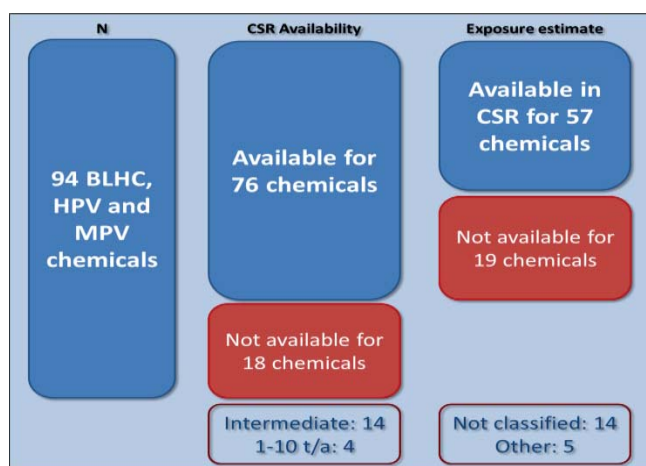 N
CSR Availability
Exposure estimate
94 BLHC,
HPV and
MPV
chemicals
Available for
76 chemicals
Not available for
18 chemicals
Intermediate: 14
1-10 t/a: 4
Available in
CSR for 57
chemicals
Not available for
19 chemicals
Not classified: 14
Other: 5